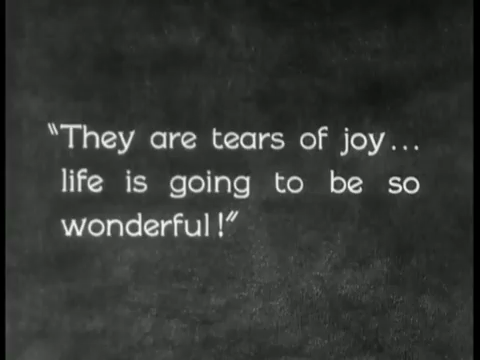 "They are tears of joy...
life is going to be so
wonderful!"